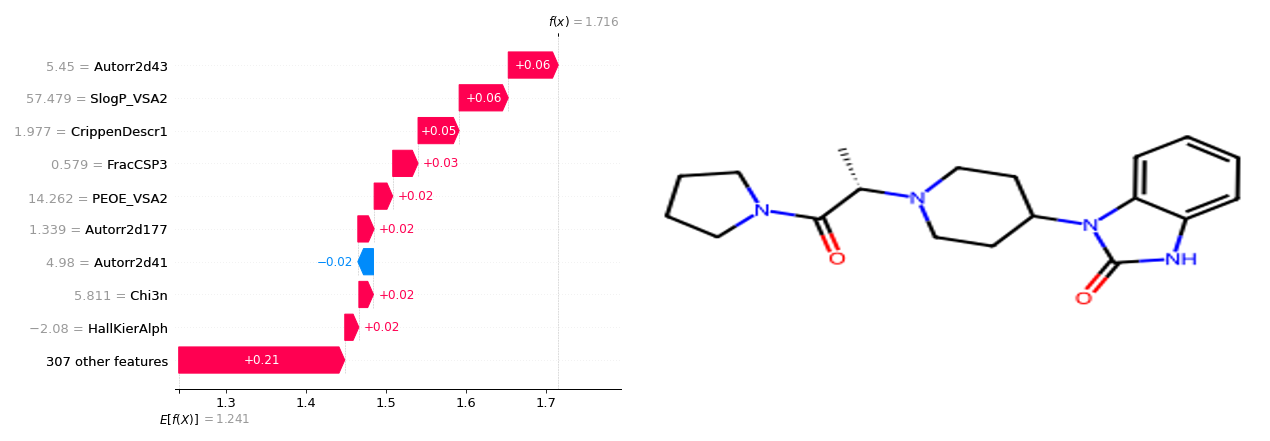 f(x) = 1.716
5.45 = Autorr2d43
+0.06
57.479 = SlogP_VSA2
+0.06
1.977 = CrippenDescr1
+0.05
0.579 = FracCSP3
+0.03
14.262 = PEOE_VSA2
+0.02
1.339 = Autorr2d177
+0.02
4.98 = Autorr2d41
−0.02
5.811 = Chi3n
+0.02
−2.08 = HallKierAlph
+0.02
307 other features
+0.21
1.3 1.4 1.5 1.6 1.7
E[f(X)] = 1.241
N
O
N
N
O
NH